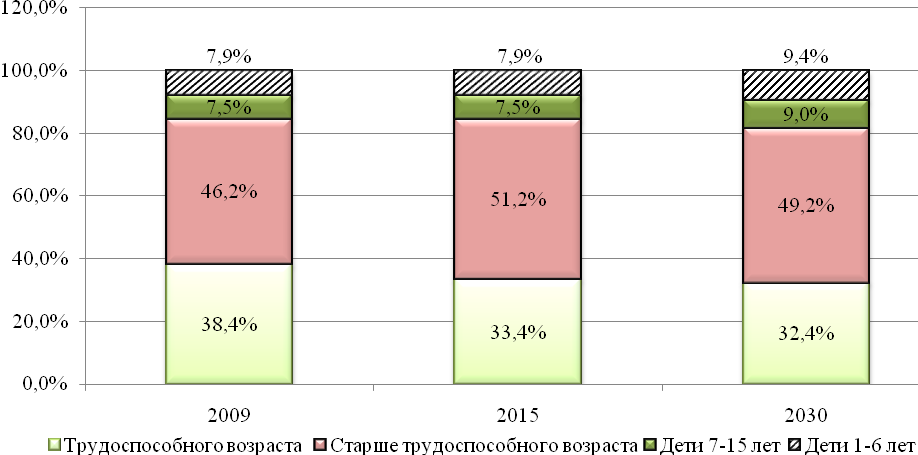 120,0%
7,9% 7,9% 9,4%
100,0%
7,5% 7,5% 9,0%
80,0%
46,2% 51,2% 49,2%
60,0%
40,0%
38,4% 33,4% 32,4%
20,0%
0,0%
2009 2015 2030
Трудоспособного возраста Старше трудоспособного возраста Дети 7-15 лет Дети 1-6 лет